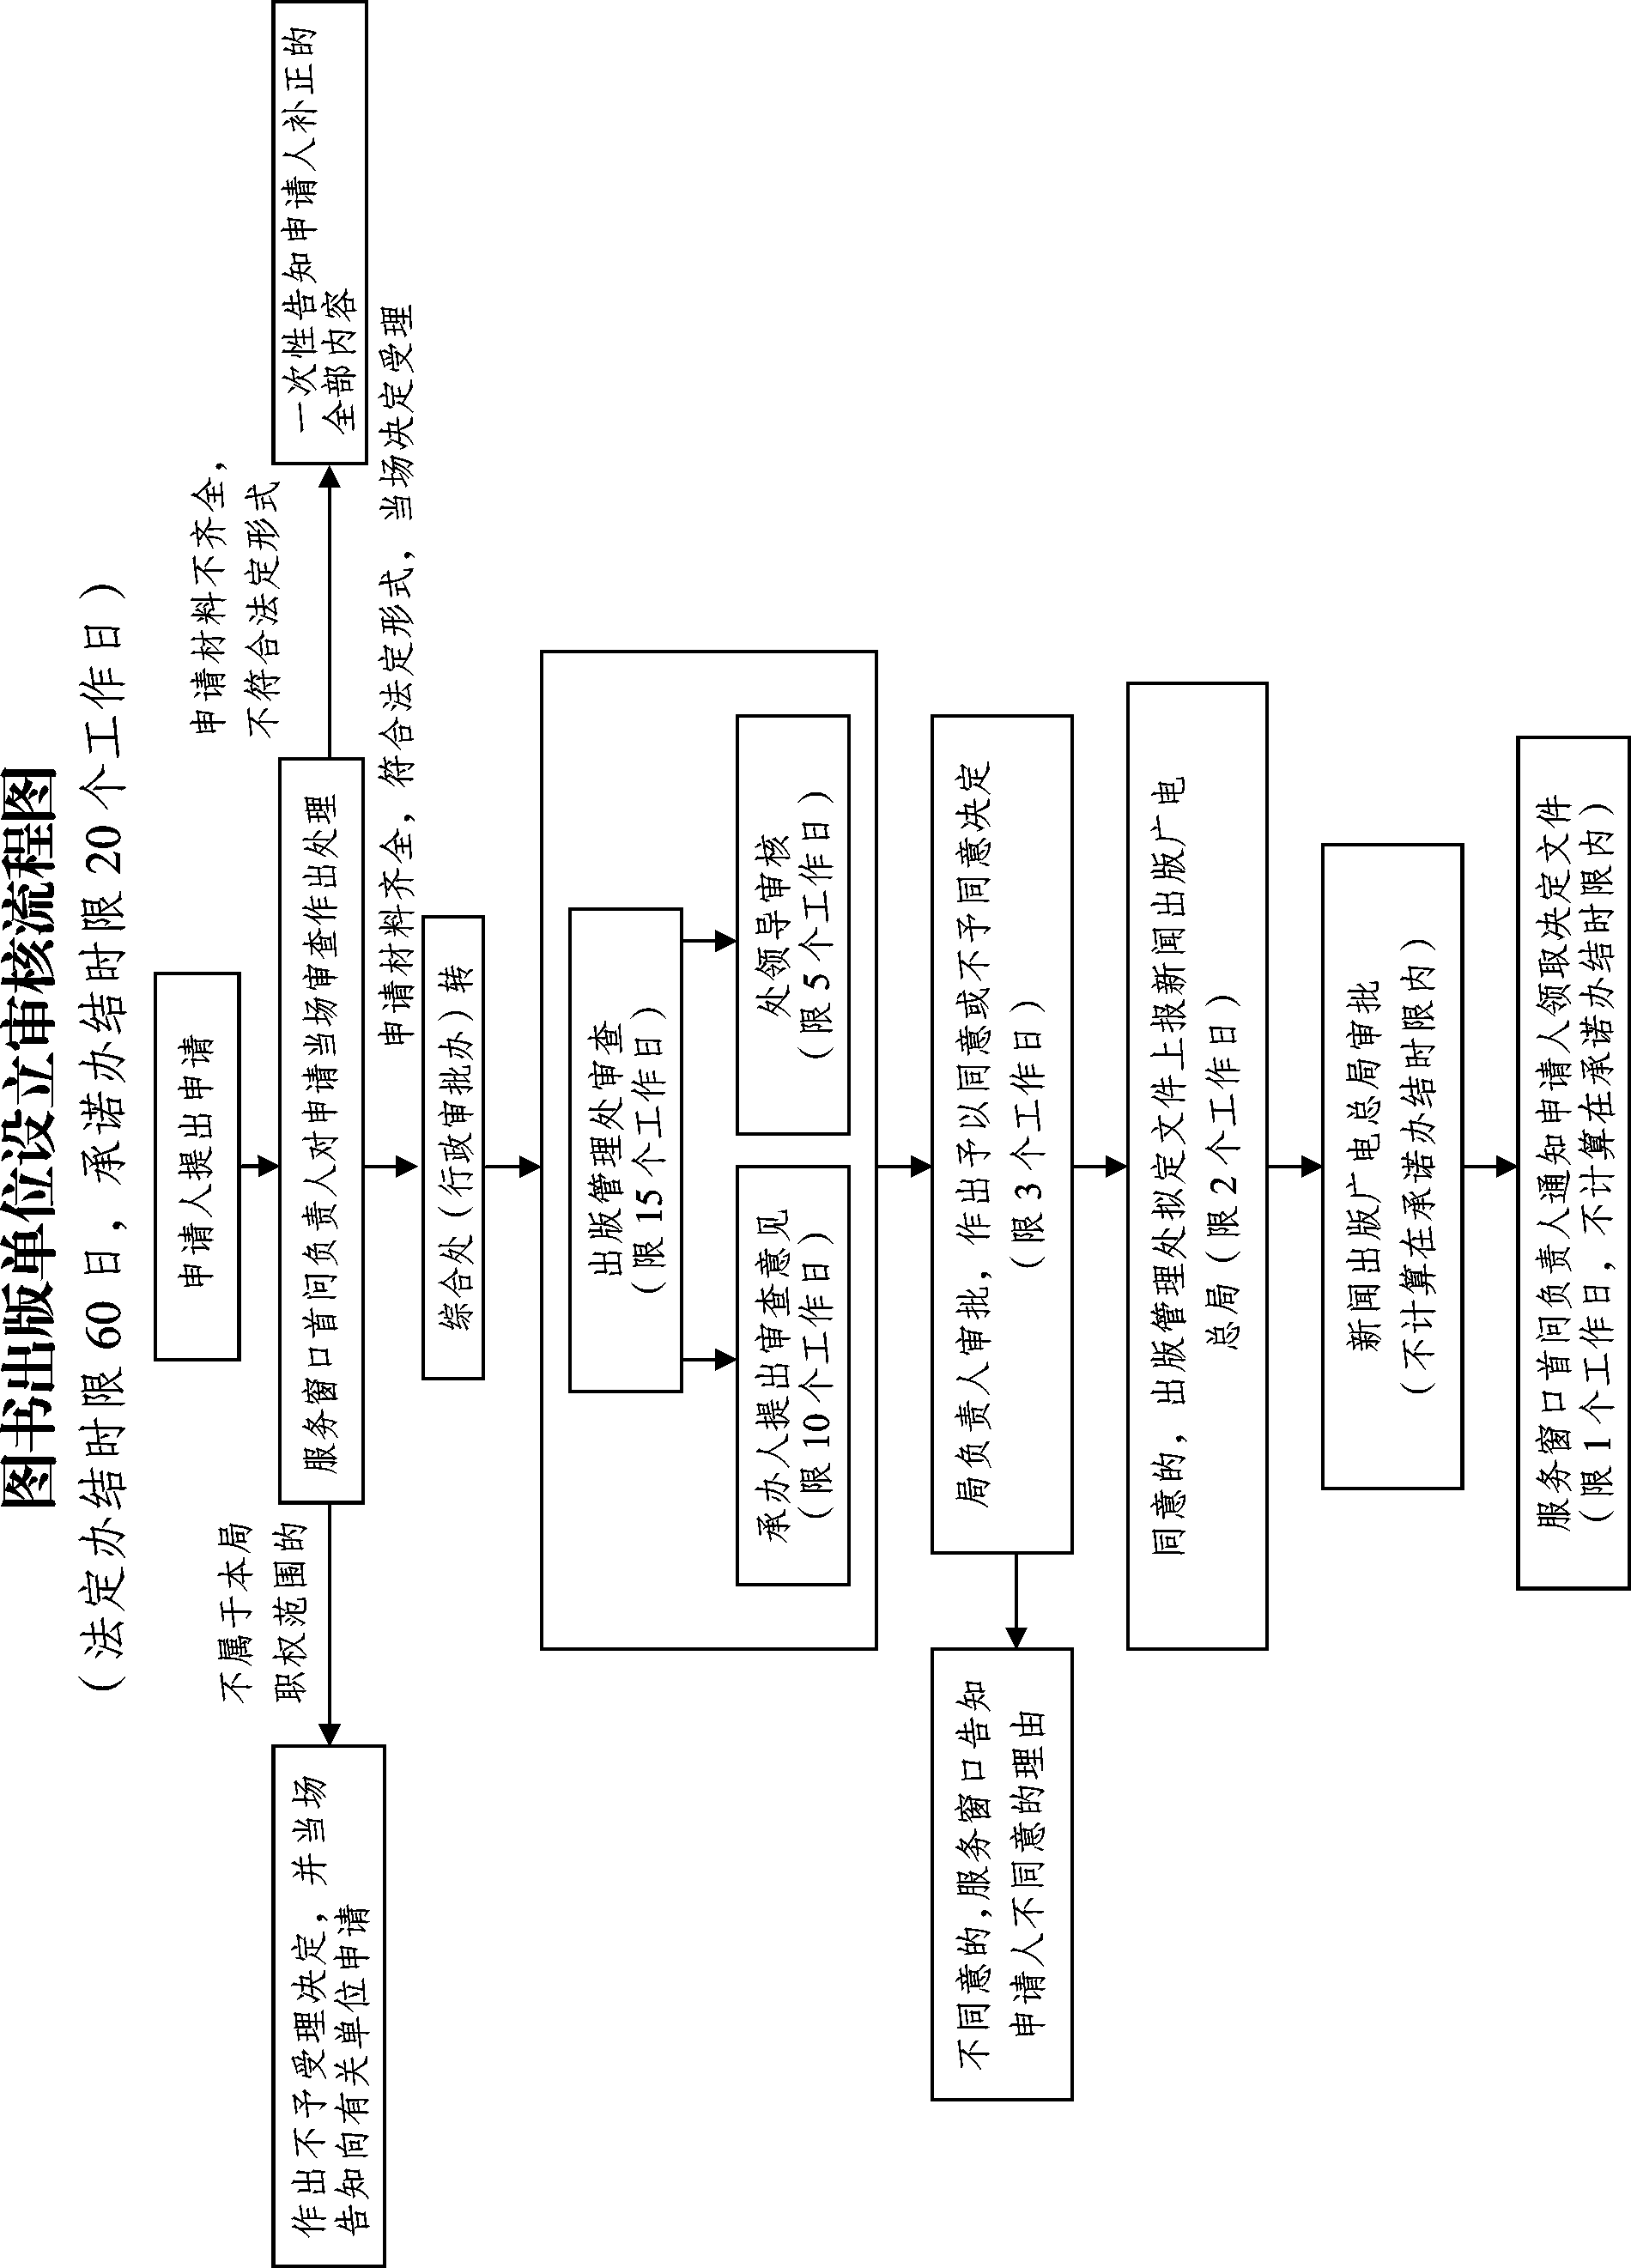 图书出版单位设立审核流程图
（法定办结时限 60 日，承诺办结时限 20 个工作日）
申请人提出申请
服务窗口首问负责人对申请当场审查作出处理
不属于本局
职权范围的
作出不予受理决定，并当场
告知向有关单位申请
申请材料不齐全，
不符合法定形式
一次性告知申请人补正的
全部内容
申请材料齐全，符合法定形式，当场决定受理
综合处（行政审批办）转
出版管理处审查
（限 15 个工作日）
承办人提出审查意见
（限 10 个工作日）
处领导审核
（限 5 个工作日）
局负责人审批，作出予以同意或不予同意决定
（限 3 个工作日）
不同意的,服务窗口告知
申请人不同意的理由
同意的，出版管理处拟定文件上报新闻出版广电
总局（限 2 个工作日）
新闻出版广电总局审批
（不计算在承诺办结时限内）
服务窗口首问负责人通知申请人领取决定文件
（限 1 个工作日，不计算在承诺办结时限内）